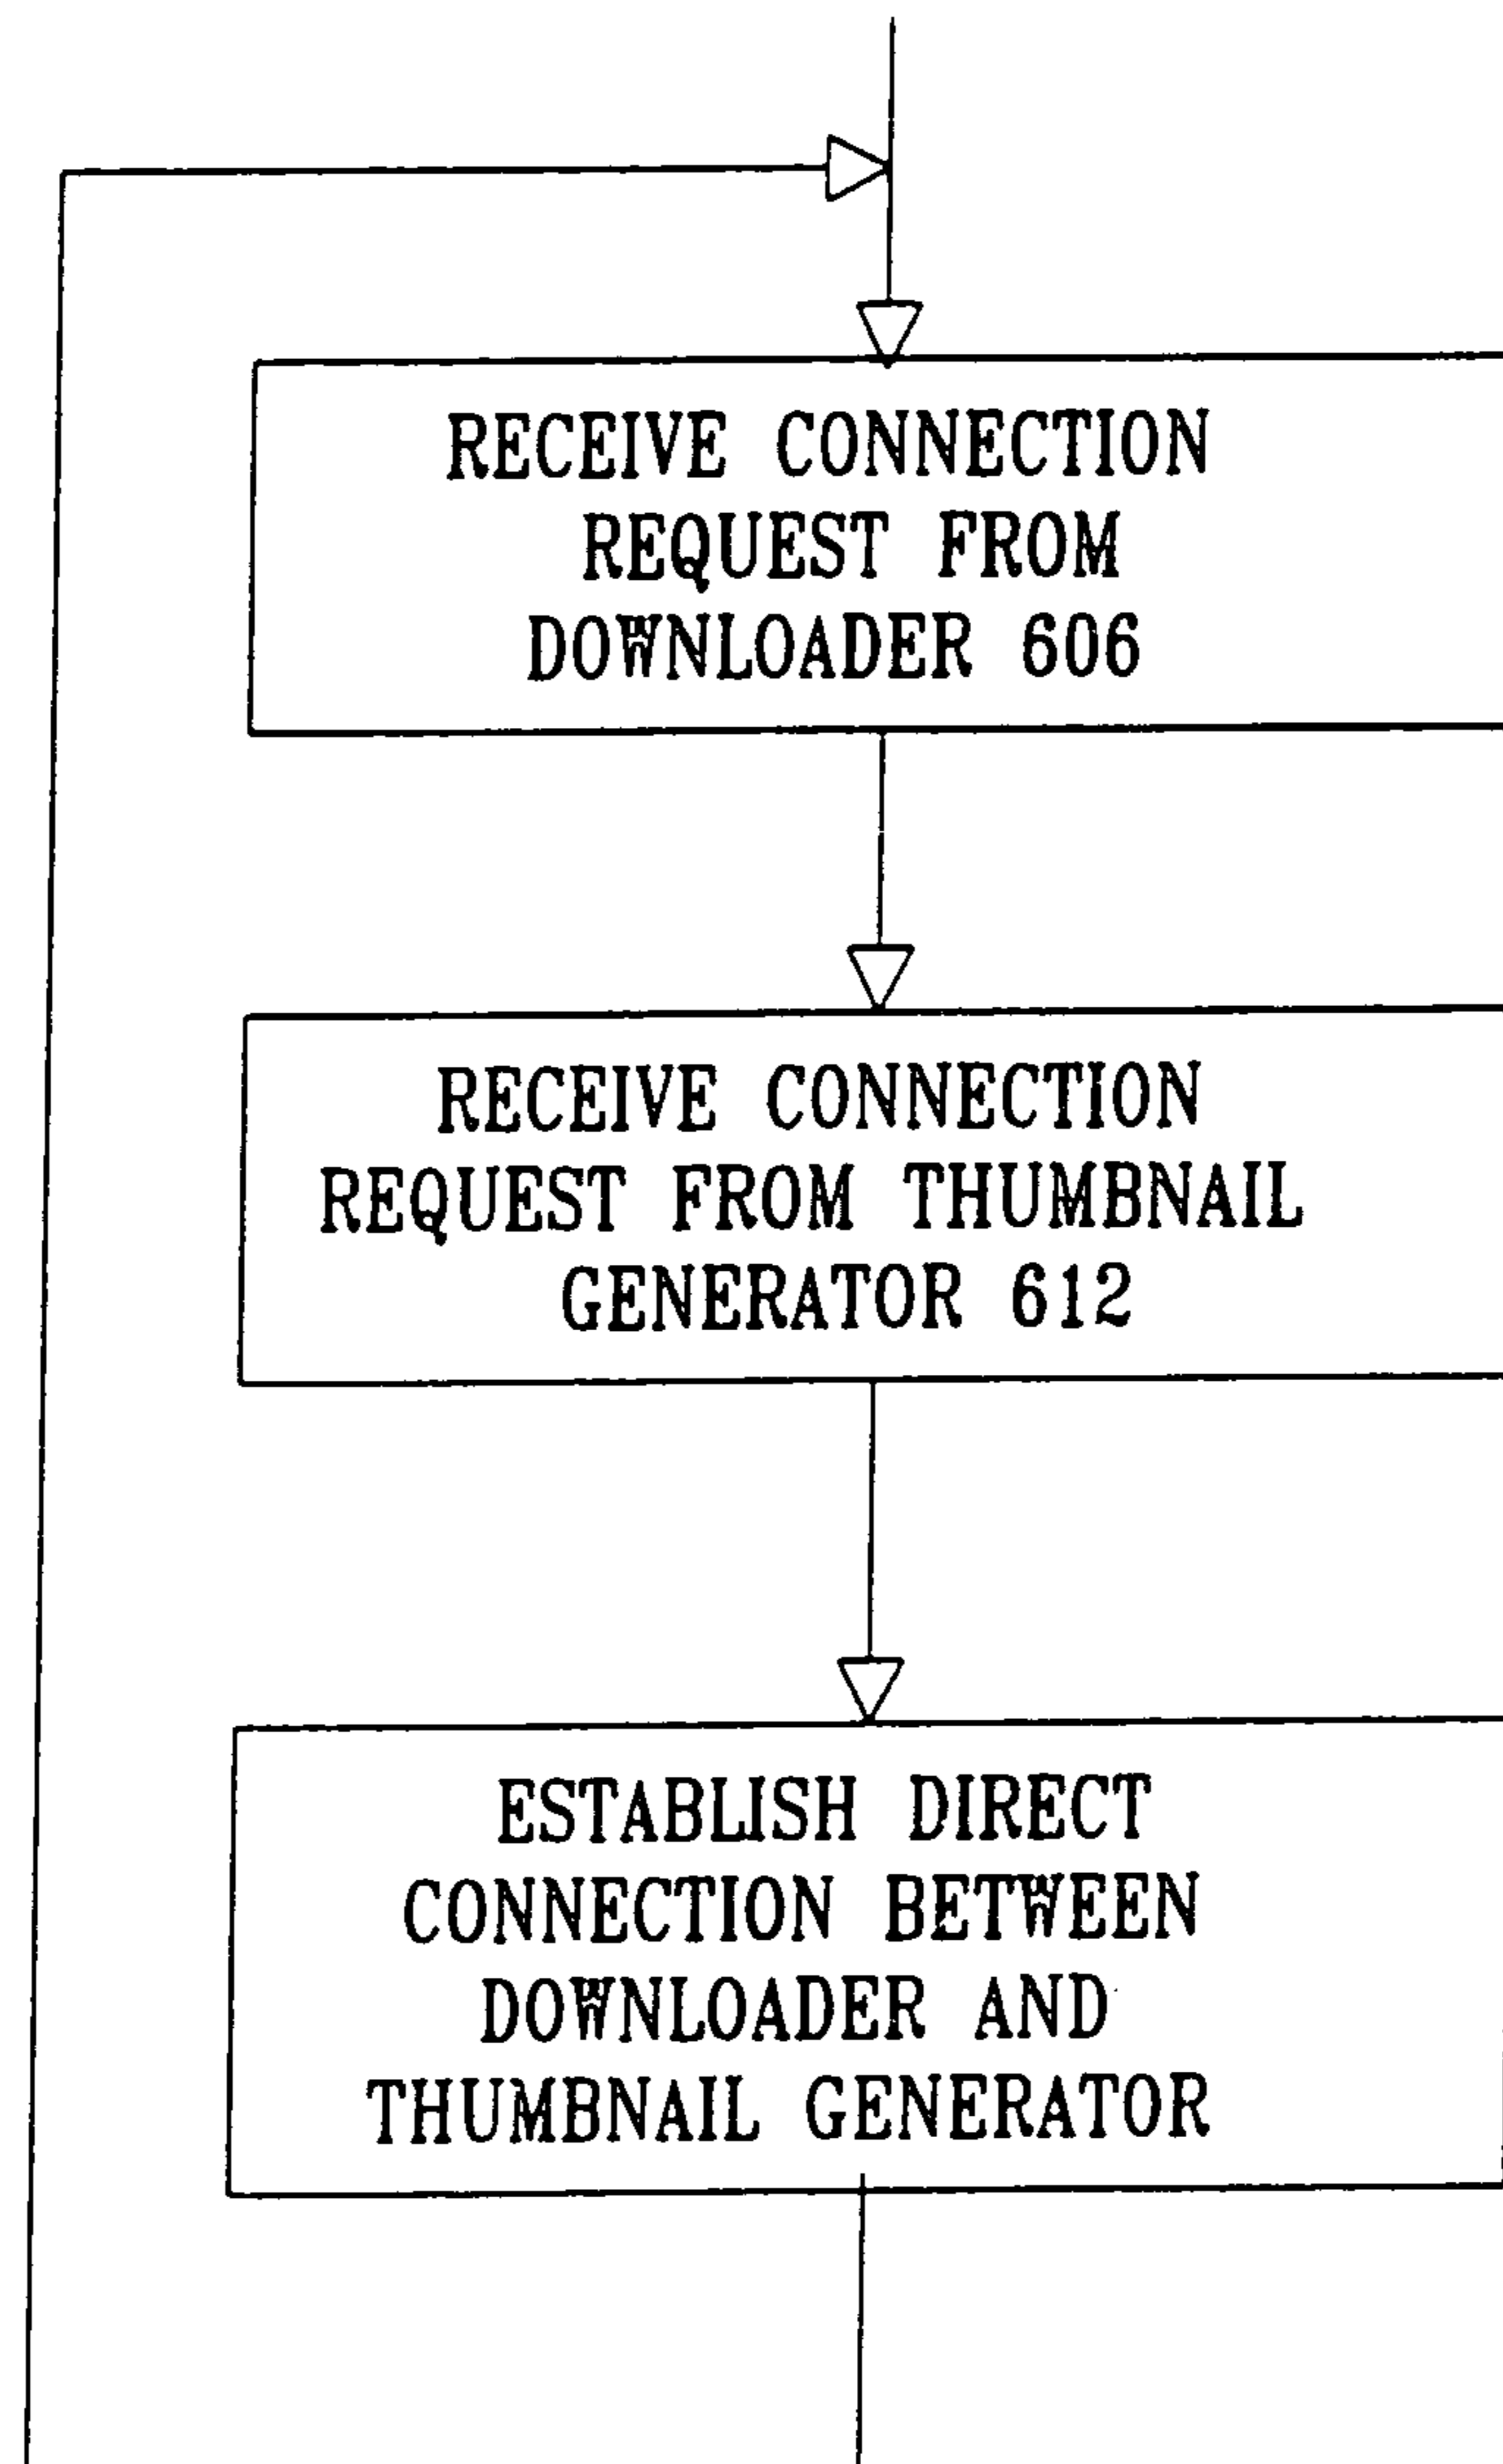 RECEIVE CONNECTION
REQUEST FROM
DOWNLOADER 606
RECEIVE CONNECTION
REQUEST FROM THUMBNAIL
GENERATOR 612
ESTABLISH DIRECT
CONNECTION BETWEEN
DOWNLOADER AND
THUMBNAIL GENERATOR